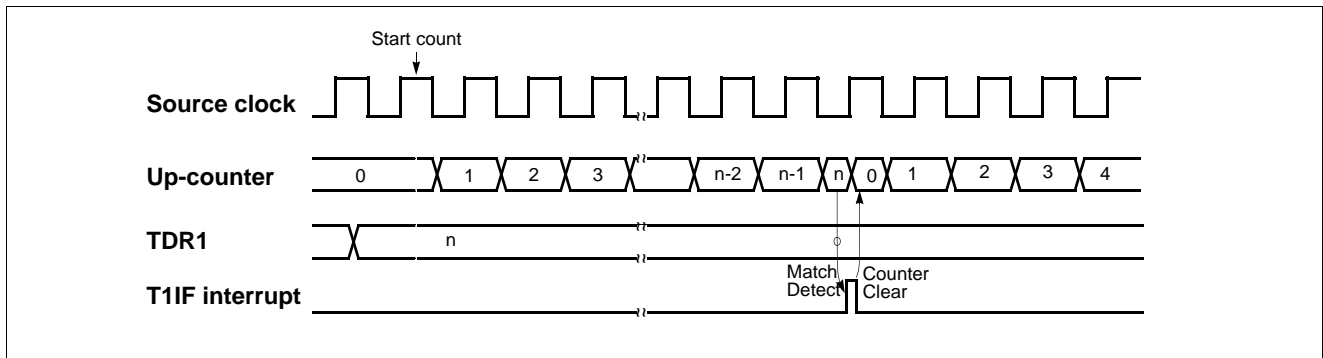 Start count
Source clock
Up-counter 0 1 2 3 n-2 n-1 n 0 1 2 3 4
TDR1 n
Match Detect
Counter Clear
T1IF interrupt